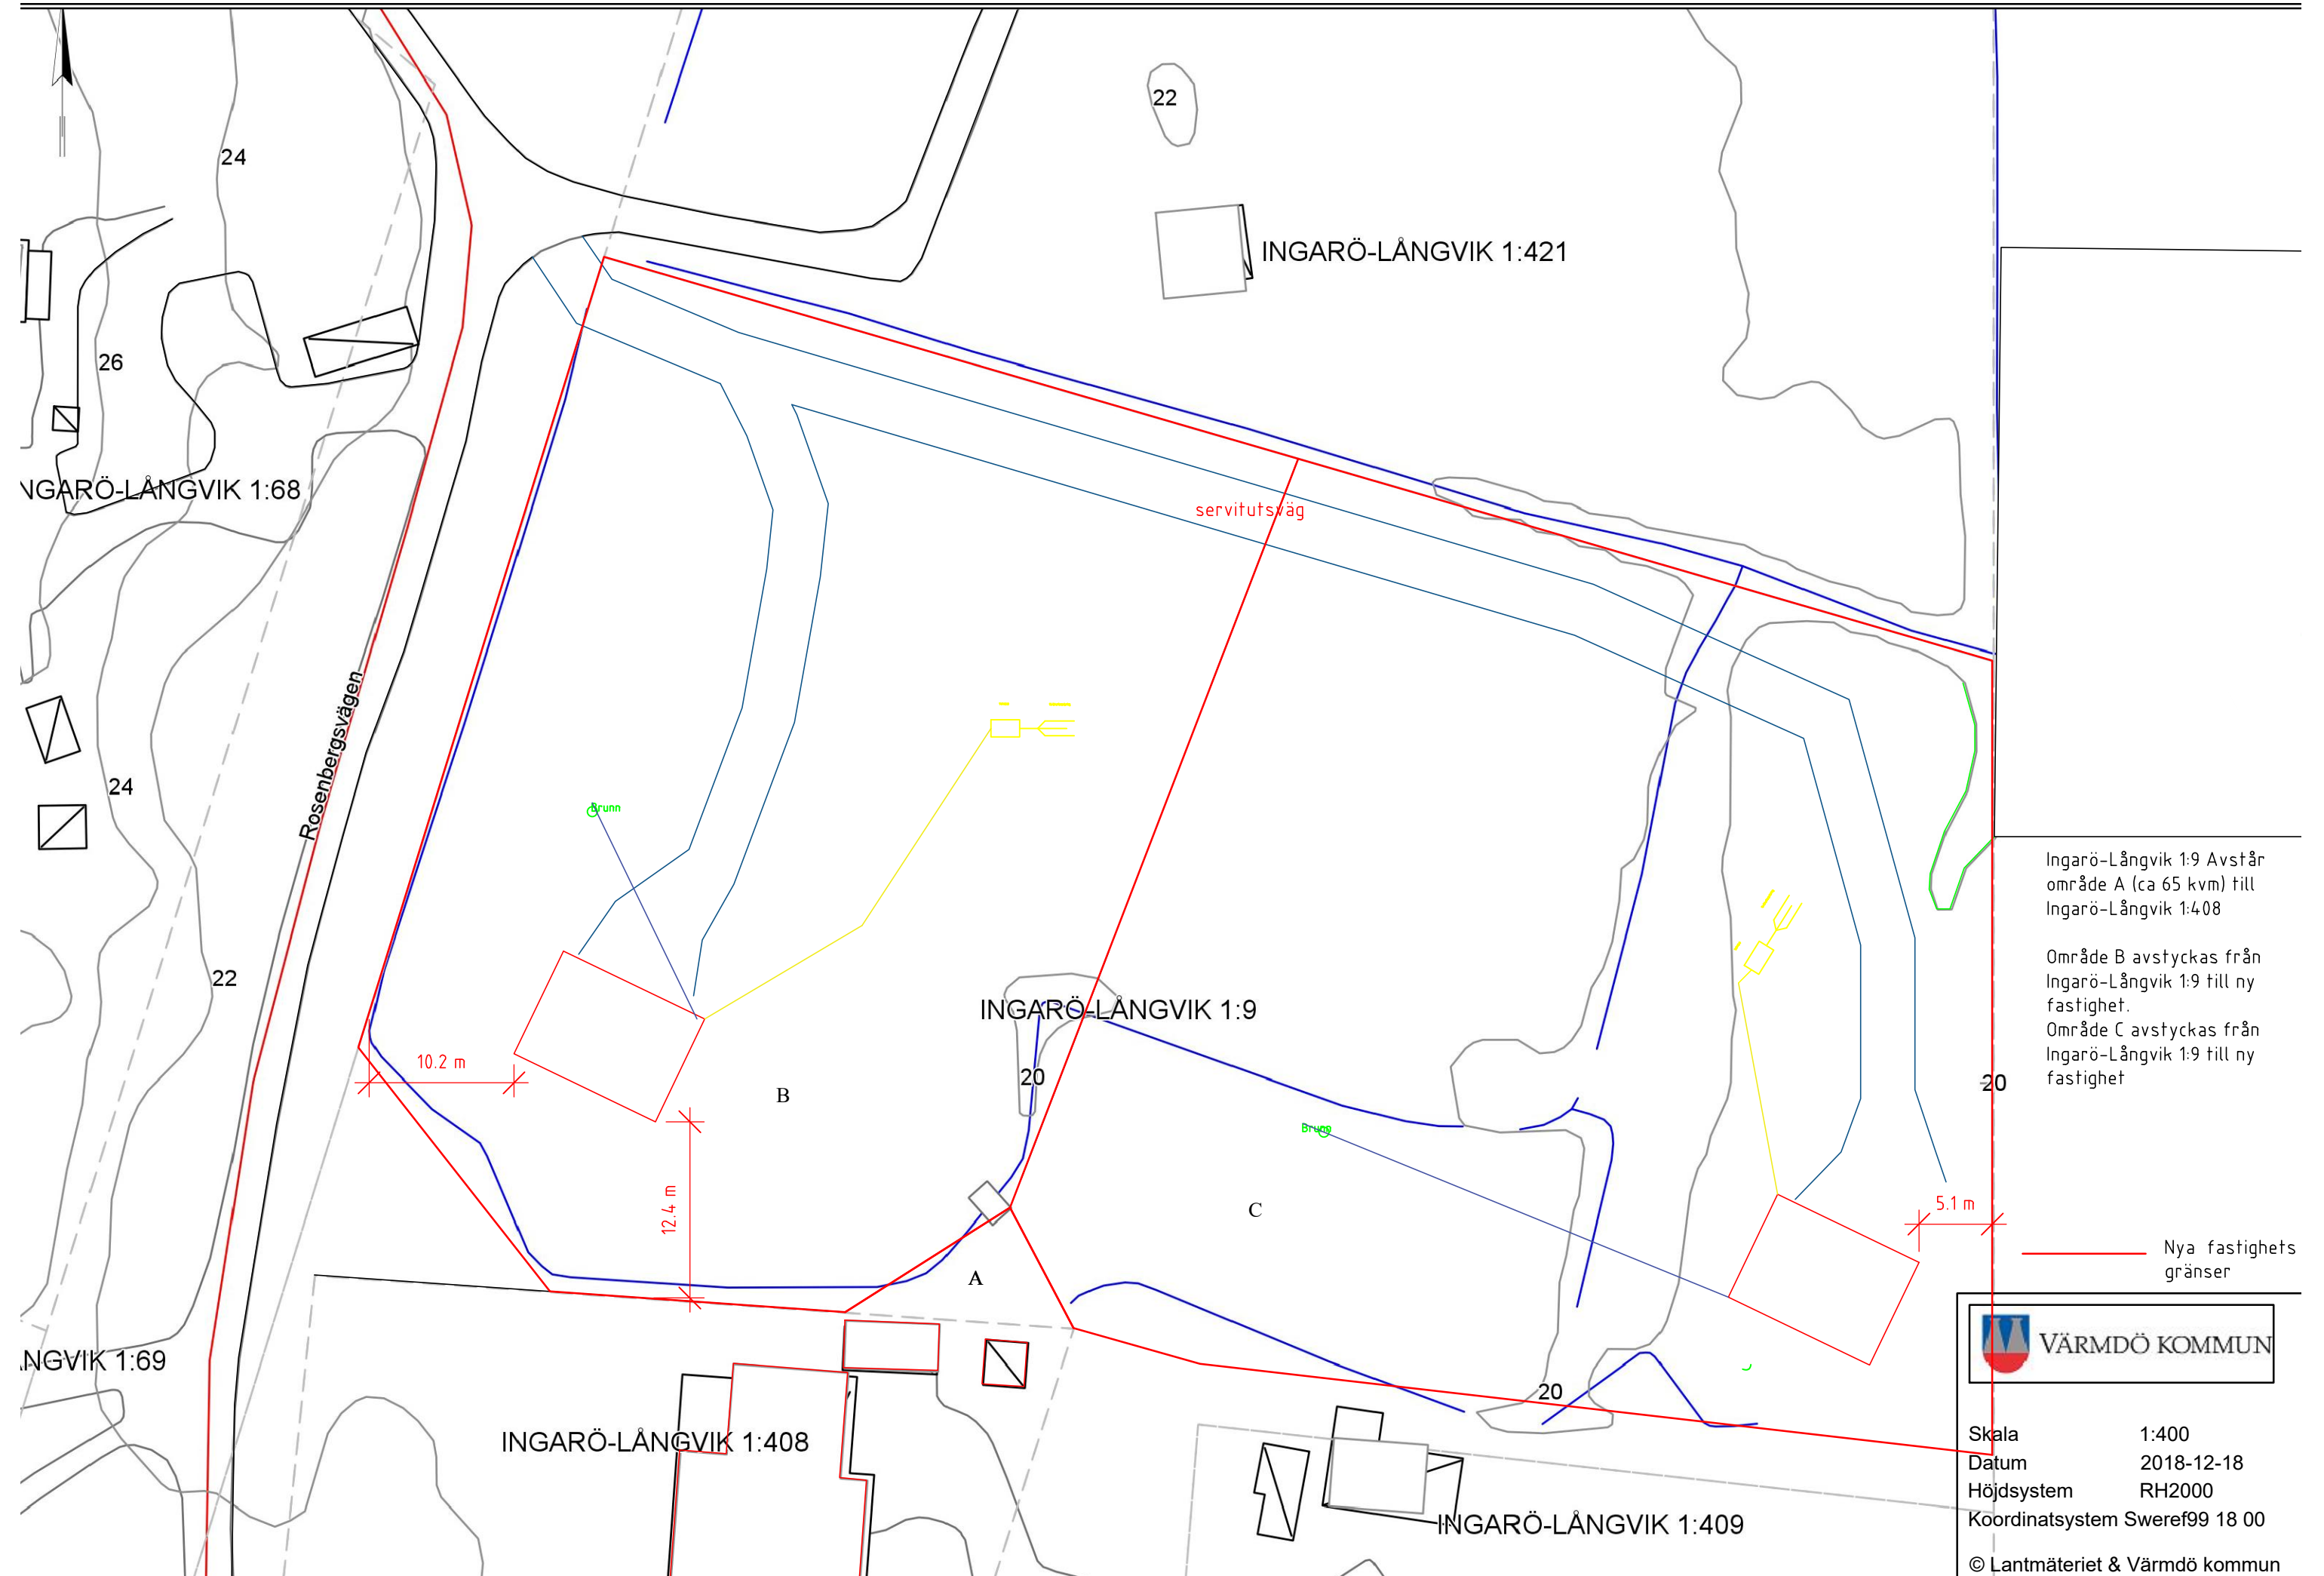 22
24
INGARÖ-LÅNGVIK 1:421
26
NGARÖ-LÅNGVIK 1:68
servitutsväg
Rosenbergsvägen
24
Brunn
Ingarö-Långvik 1:9 Avstår
område A (ca 65 kvm) till
Ingarö-Långvik 1:408
Område B avstyckas från
Ingarö-Långvik 1:9 till ny
fastighet.
Område C avstyckas från
Ingarö-Långvik 1:9 till ny
fastighet
22
INGARÖ-LÅNGVIK 1:9
10.2 m
20
20
B
Brunn
12.4 m
C
5.1 m
A
Nya fastighets
gränser
NGVIK 1:69
VÄRMDÖ KOMMUN
20
INGARÖ-LÅNGVIK 1:408
INGARÖ-LÅNGVIK 1:409
Skala 1:400
Datum 2018-12-18
Höjdsystem RH2000
Koordinatsystem Sweref99 18 00
© Lantmäteriet & Värmdö kommun